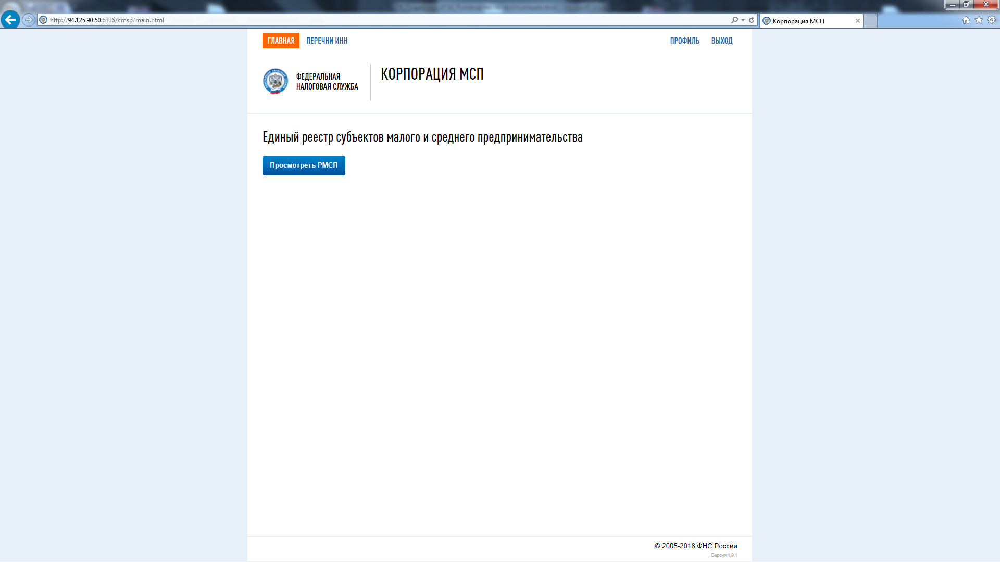 http://94.125.90.50:6336/cmsp/main.html
Корпорация МСП
ГЛАВНАЯ
ПЕРЕЧНИ ИНН
ПРОФИЛЬ
ВЫХОД
ФЕДЕРАЛЬНАЯ
НАЛОГОВАЯ СЛУЖБА
КОРПОРАЦИЯ МСП
Единый реестр субъектов малого и среднего предпринимательства
Просмотреть РМСП
© 2005-2018 ФНС России
Версия 1.9.1